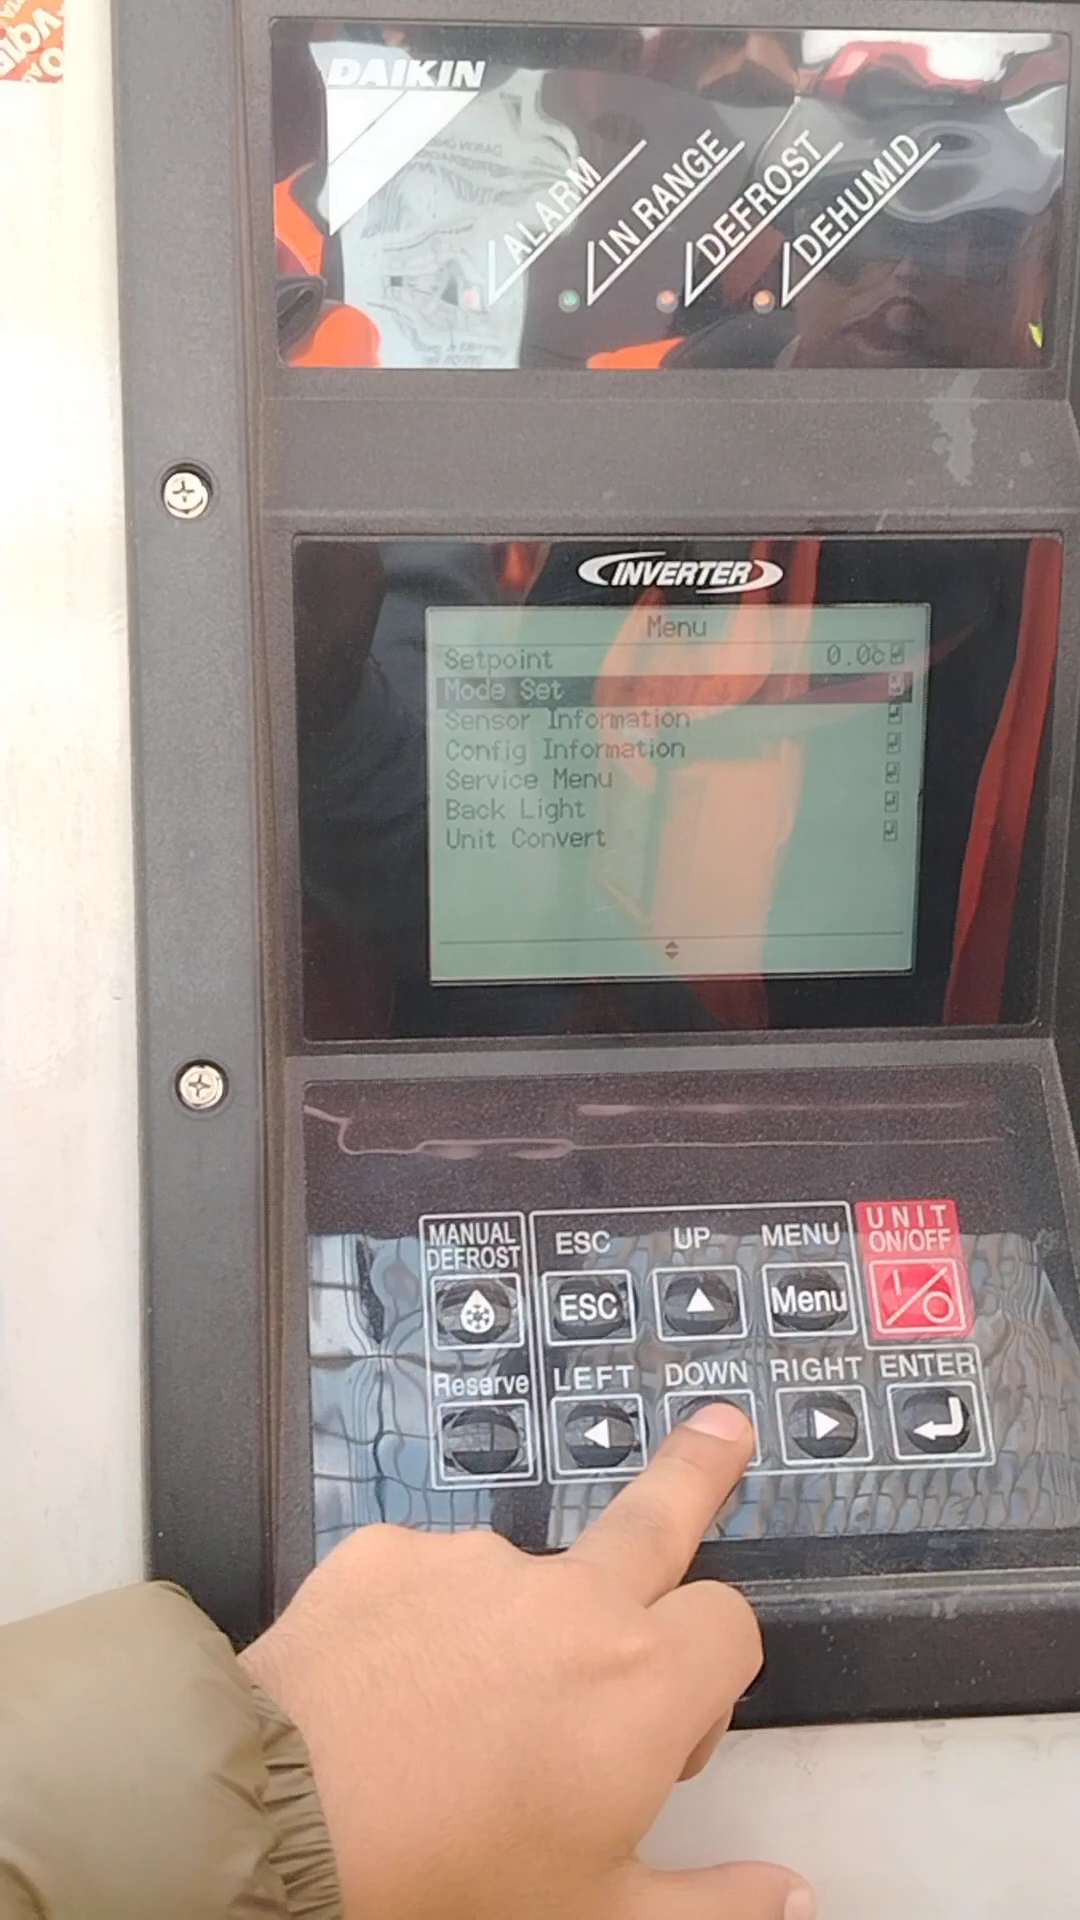 DAIKIN
ALARM
IN RANGE
DEFROST
DEHUMID
INVERTER
Menu
Setpoint 0.0℃
Mode Set
Sensor Information
Config Information
Service Menu
Back Light
Unit Convert
MANUAL DEFROST
ESC
UP
MENU
UNIT ON/OFF
ESC
Menu
I/O
Reserve
LEFT
DOWN
RIGHT
ENTER